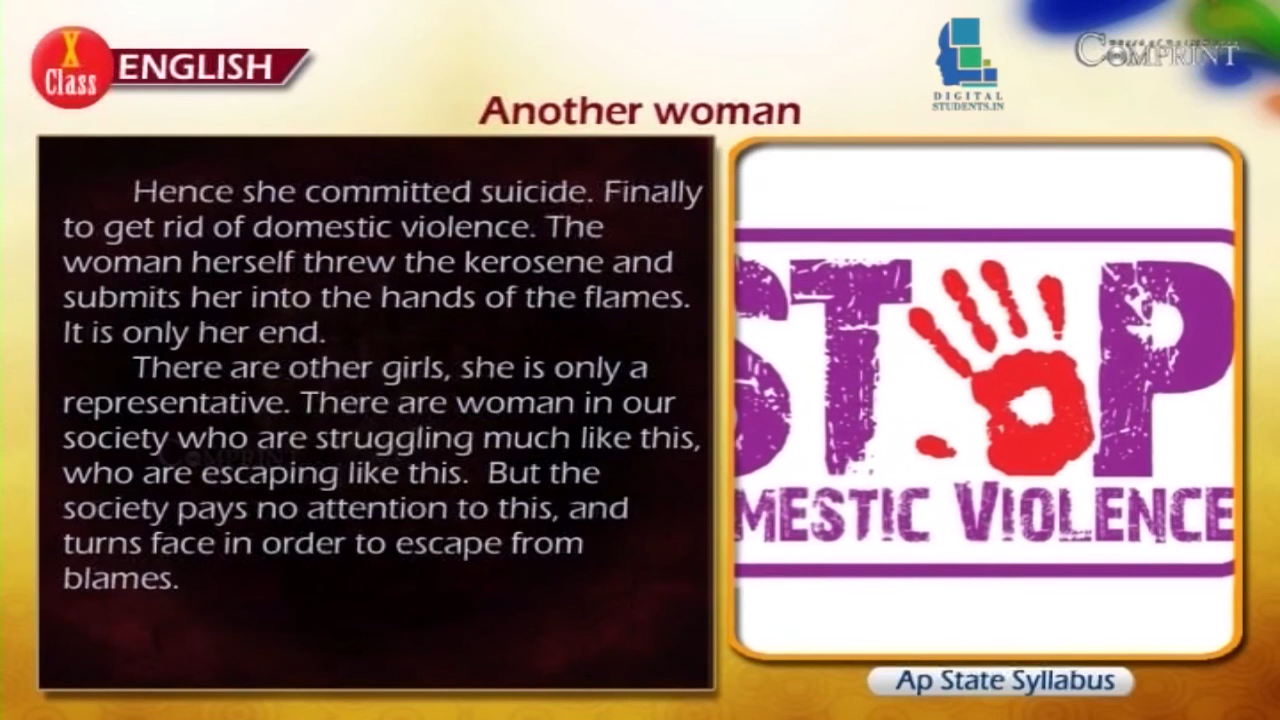 X
Class
ENGLISH
DIGITAL
STUDENTS.IN
COMPRINT
Another woman
Hence she committed suicide. Finally
to get rid of domestic violence. The
woman herself threw the kerosene and
submits her into the hands of the flames.
It is only her end.
There are other girls, she is only a
representative. There are woman in our
society who are struggling much like this,
who are escaping like this. But the
society pays no attention to this, and
turns face in order to escape from
blames.
STOP
MESTIC VIOLENCE
Ap State Syllabus